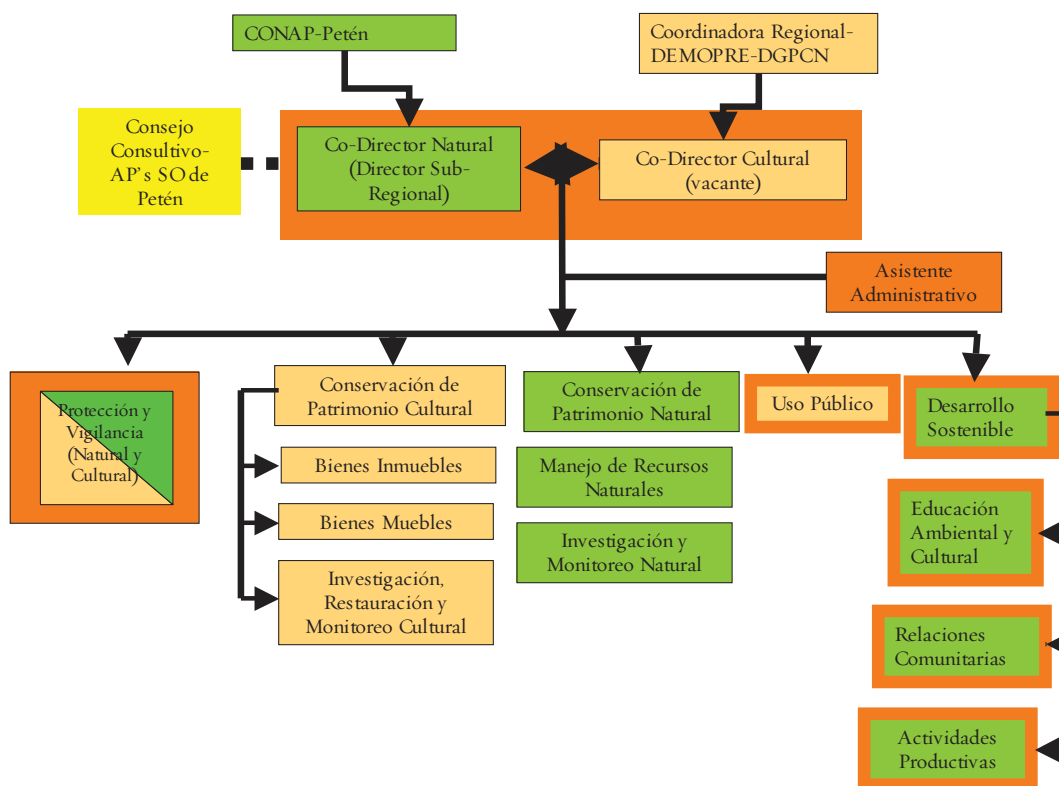 CONAP-Petén
Coordinadora Regional-
DEMOPRE-DGPCN
Consejo
Consultivo-
AP's SO de
Petén
Co-Director Natural
(Director Sub-
Regional)
Co-Director Cultural
(vacante)
Asistente
Administrativo
Protección y
Vigilancia
(Natural y
Cultural)
Conservación de
Patrimonio Cultural
Bienes Inmuebles
Bienes Muebles
Investigación,
Restauración y
Monitoreo Cultural
Conservación de
Patrimonio Natural
Manejo de Recursos
Naturales
Investigación y
Monitoreo Natural
Uso Público
Desarrollo
Sostenible
Educación
Ambiental y
Cultural
Relaciones
Comunitarias
Actividades
Productivas